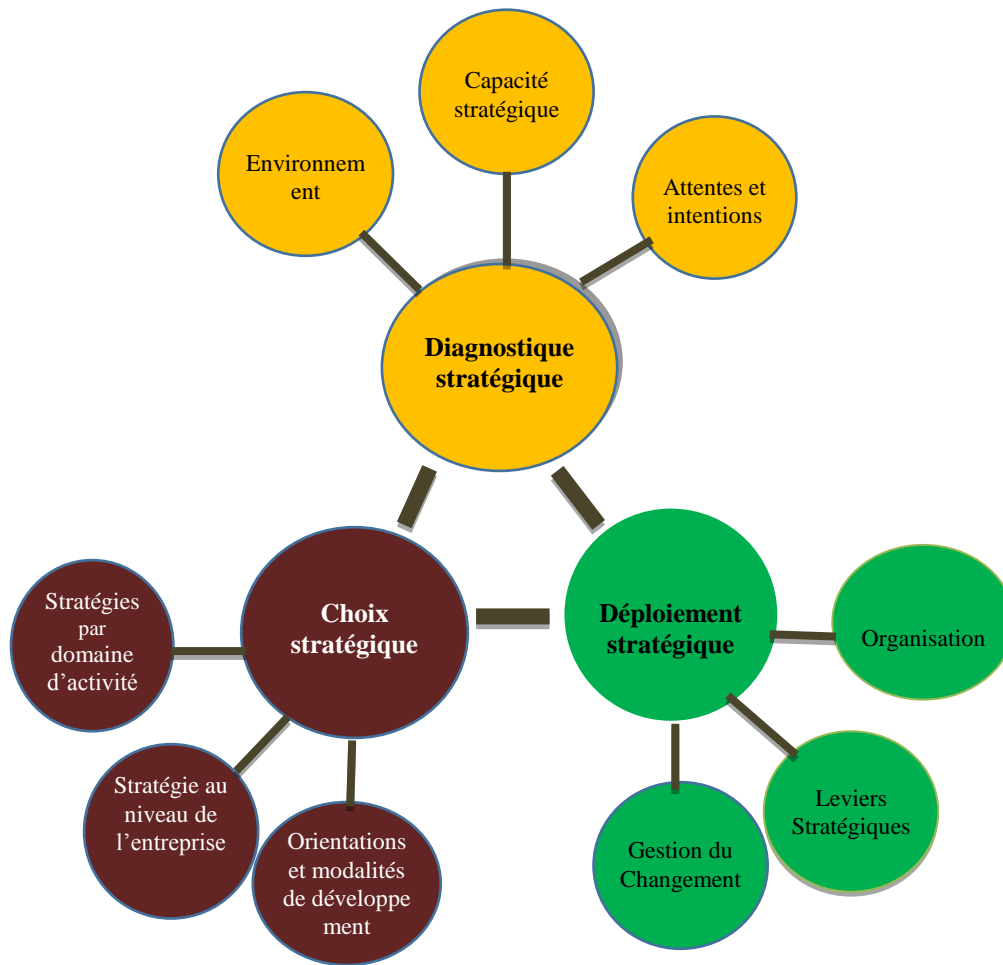 Capacité
stratégique
Environnem
ent
Attentes et
intentions
Diagnostique
stratégique
Choix
stratégique
Déploiement
stratégique
Stratégies
par
domaine
d’activité
Organisation
Stratégie au
niveau de
l’entreprise
Leviers
Stratégiques
Orientations
et modalités
de développe
ment
Gestion du
Changement